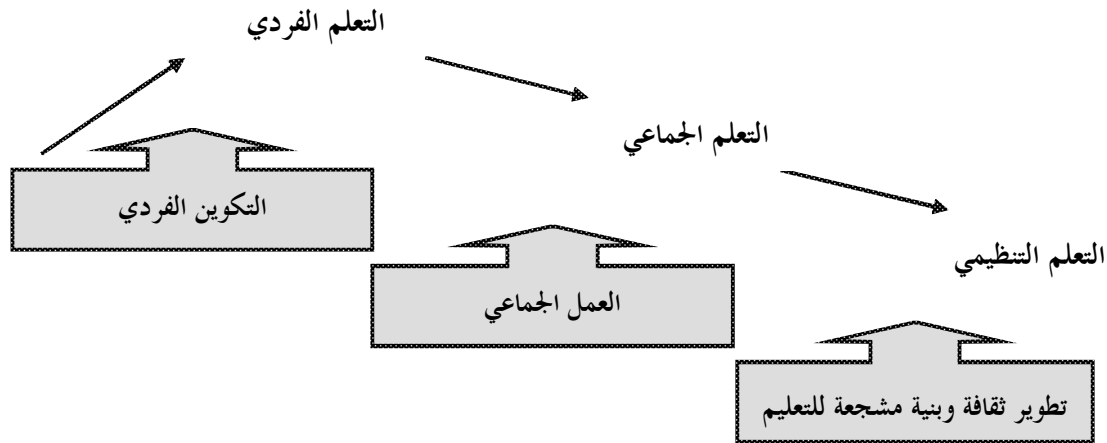 التعلم الفردي
التعلم الجماعي
التكوين الفردي
التعلم التنظيمي
العمل الجماعي
تطوير ثقافة وبنية مشجعة للتعليم